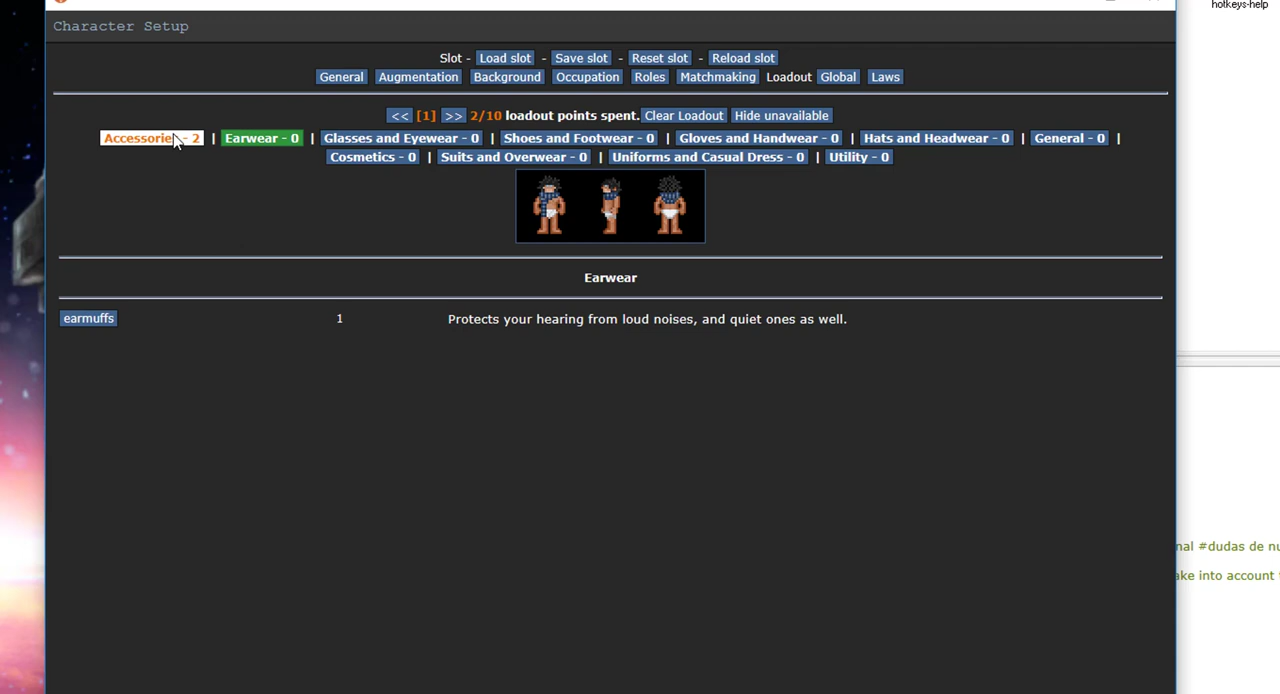 hotkeys-help
Character Setup
Slot - Load slot - Save slot - Reset slot - Reload slot
General Augmentation Background Occupation Roles Matchmaking Loadout Global Laws
<< [1] >> 2/10 loadout points spent. Clear Loadout Hide unavailable
Accessories - 2 | Earwear - 0 | Glasses and Eyewear - 0 | Shoes and Footwear - 0 | Gloves and Handwear - 0 | Hats and Headwear - 0 | General - 0 |
Cosmetics - 0 | Suits and Overwear - 0 | Uniforms and Casual Dress - 0 | Utility - 0
Earwear
earmuffs 1 Protects your hearing from loud noises, and quiet ones as well.
#dudas de
into account